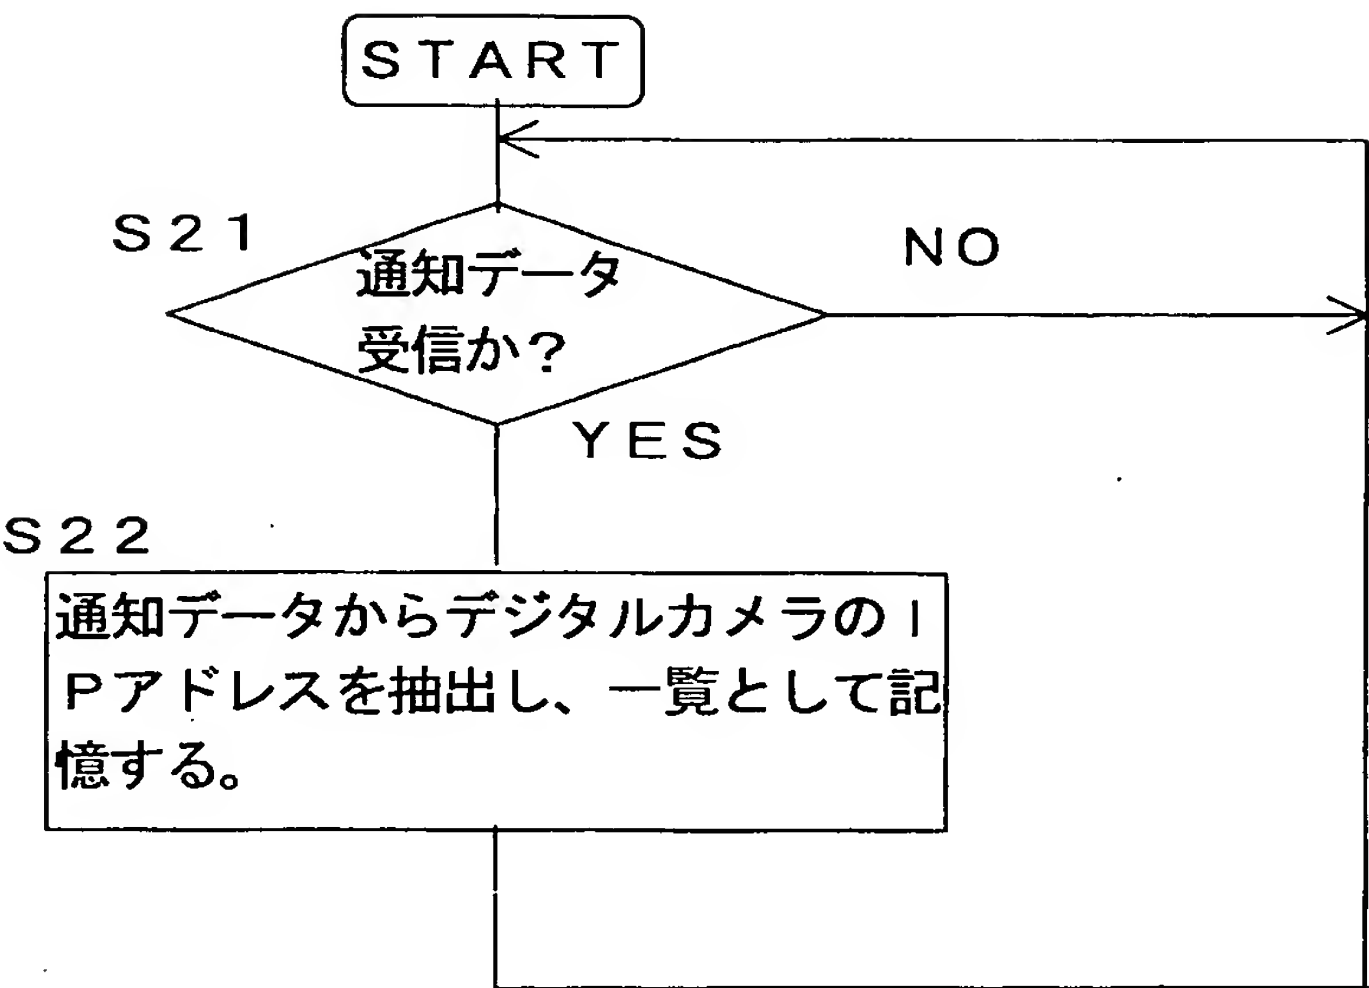 ＳＴＡＲＴ
Ｓ２１
通知データ
受信か？
ＮＯ
ＹＥＳ
Ｓ２２
通知データからデジタルカメラのＩ
Ｐアドレスを抽出し、一覧として記
憶する。